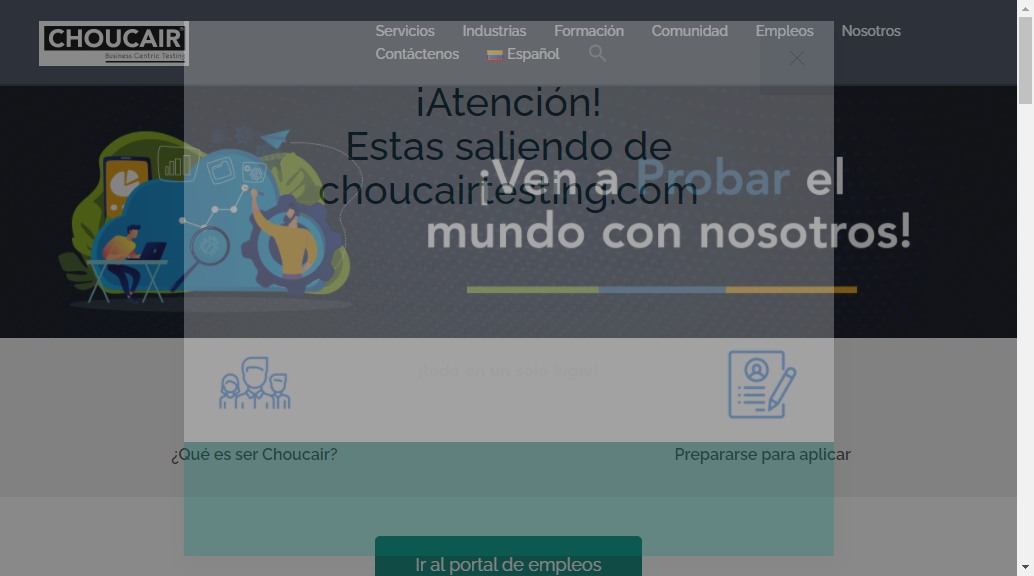 CHOUCAIR
Business Centric Testing
Servicios Industrias Formación Comunidad Empleos Nosotros
Contáctenos Español
¡Atención!
Estas saliendo de
choucairtesting.com
¡Ven a Probar el
mundo con nosotros!
¡todo en un solo lugar!
¿Qué es ser Choucair?
Prepararse para aplicar
Ir al portal de empleos